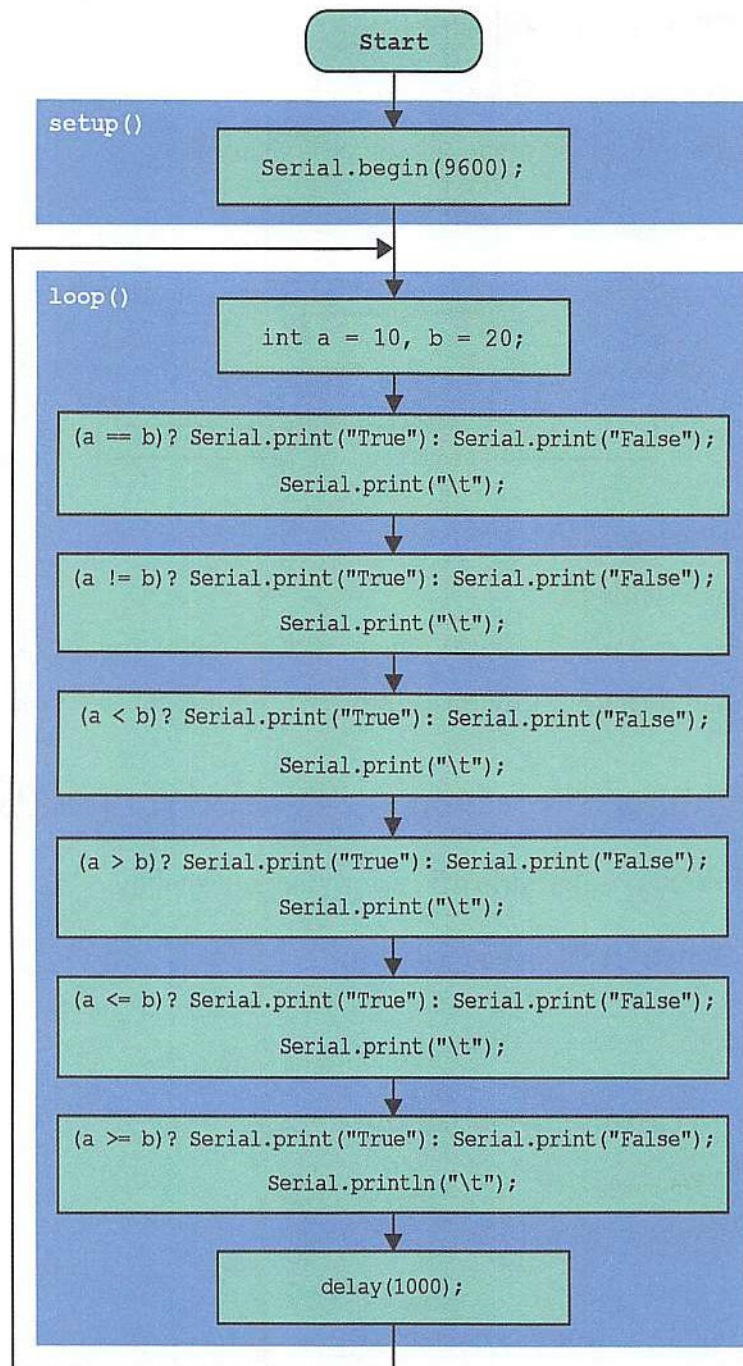 Start
setup()
Serial.begin(9600);
loop()
int a = 10, b = 20;
(a == b)? Serial.print("True"): Serial.print("False");
Serial.print("\t");
(a != b)? Serial.print("True"): Serial.print("False");
Serial.print("\t");
(a < b)? Serial.print("True"): Serial.print("False");
Serial.print("\t");
(a > b)? Serial.print("True"): Serial.print("False");
Serial.print("\t");
(a <= b)? Serial.print("True"): Serial.print("False");
Serial.print("\t");
(a >= b)? Serial.print("True"): Serial.print("False");
Serial.println("\t");
delay(1000);